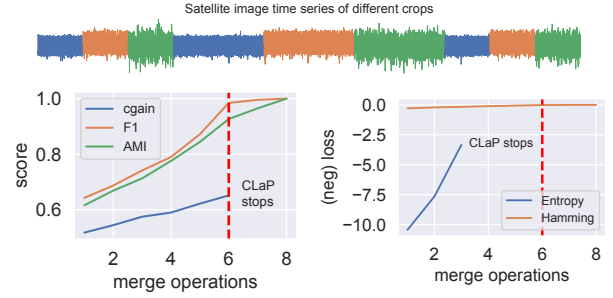 Satellite image time series of different crops
1.0
0.8
0.6
score
cgain
F1
AMI
CLaP
stops
2 4 6 8
merge operations
0.0
−2.5
−5.0
−7.5
−10.0
(neg) loss
CLaP stops
Entropy
Hamming
2 4 6 8
merge operations